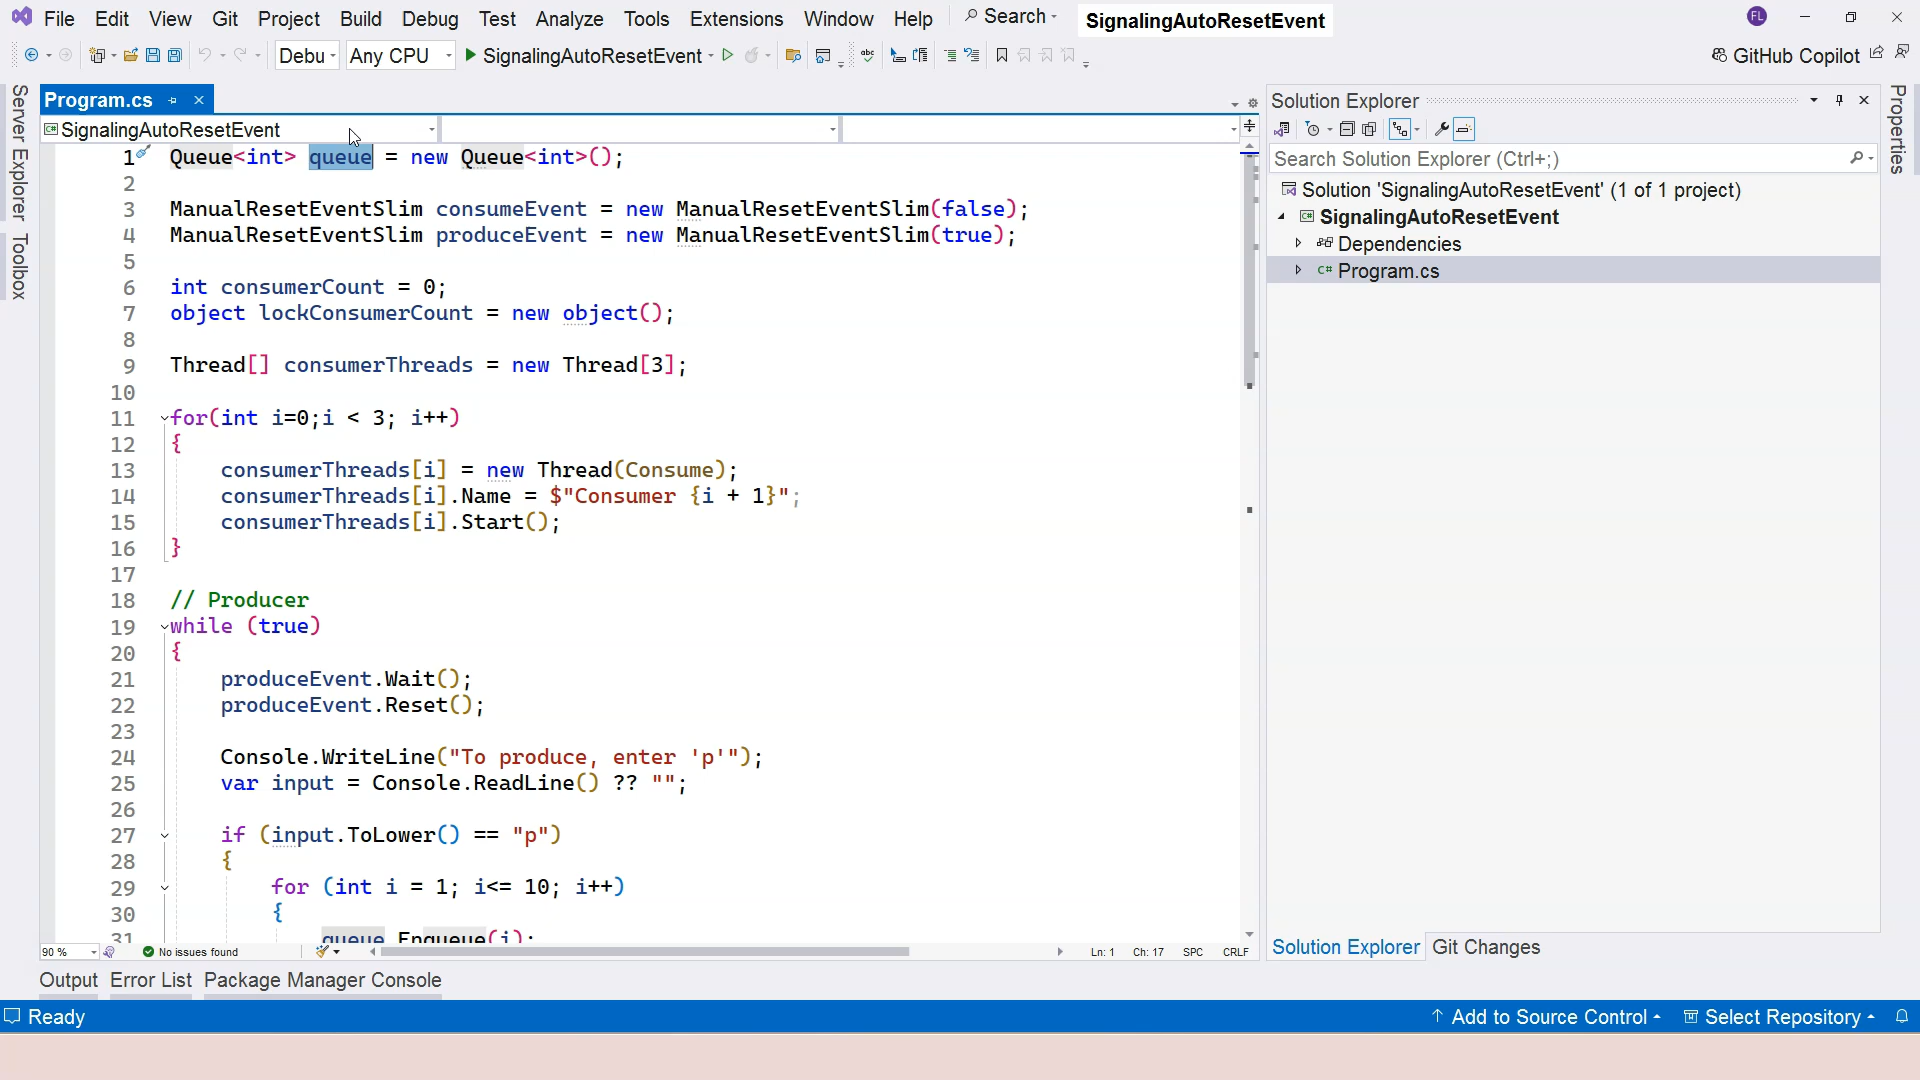 File Edit View Git Project Build Debug Test Analyze Tools Extensions Window Help Search SignalingAutoResetEvent FL
Debu Any CPU SignalingAutoResetEvent abc GitHub Copilot
Server Explorer
Toolbox
Program.cs
C# SignalingAutoResetEvent
1 Queue<int> queue = new Queue<int>();
2
3 ManualResetEventSlim consumeEvent = new ManualResetEventSlim(false);
4 ManualResetEventSlim produceEvent = new ManualResetEventSlim(true);
5
6 int consumerCount = 0;
7 object lockConsumerCount = new object();
8
9 Thread[] consumerThreads = new Thread[3];
10
11 for(int i=0;i < 3; i++)
12 {
13 consumerThreads[i] = new Thread(Consume);
14 consumerThreads[i].Name = $"Consumer {i + 1}";
15 consumerThreads[i].Start();
16 }
17
18 // Producer
19 while (true)
20 {
21 produceEvent.Wait();
22 produceEvent.Reset();
23
24 Console.WriteLine("To produce, enter 'p'");
25 var input = Console.ReadLine() ?? "";
26
27 if (input.ToLower() == "p")
28 {
29 for (int i = 1; i<= 10; i++)
30 {
31 queue.Enqueue(i);
90 % No issues found Ln: 1 Ch: 17 SPC CRLF
Solution Explorer
Search Solution Explorer (Ctrl+;)
Solution 'SignalingAutoResetEvent' (1 of 1 project)
C# SignalingAutoResetEvent
Dependencies
C# Program.cs
Solution Explorer Git Changes
Properties
Output Error List Package Manager Console
Ready Add to Source Control Select Repository